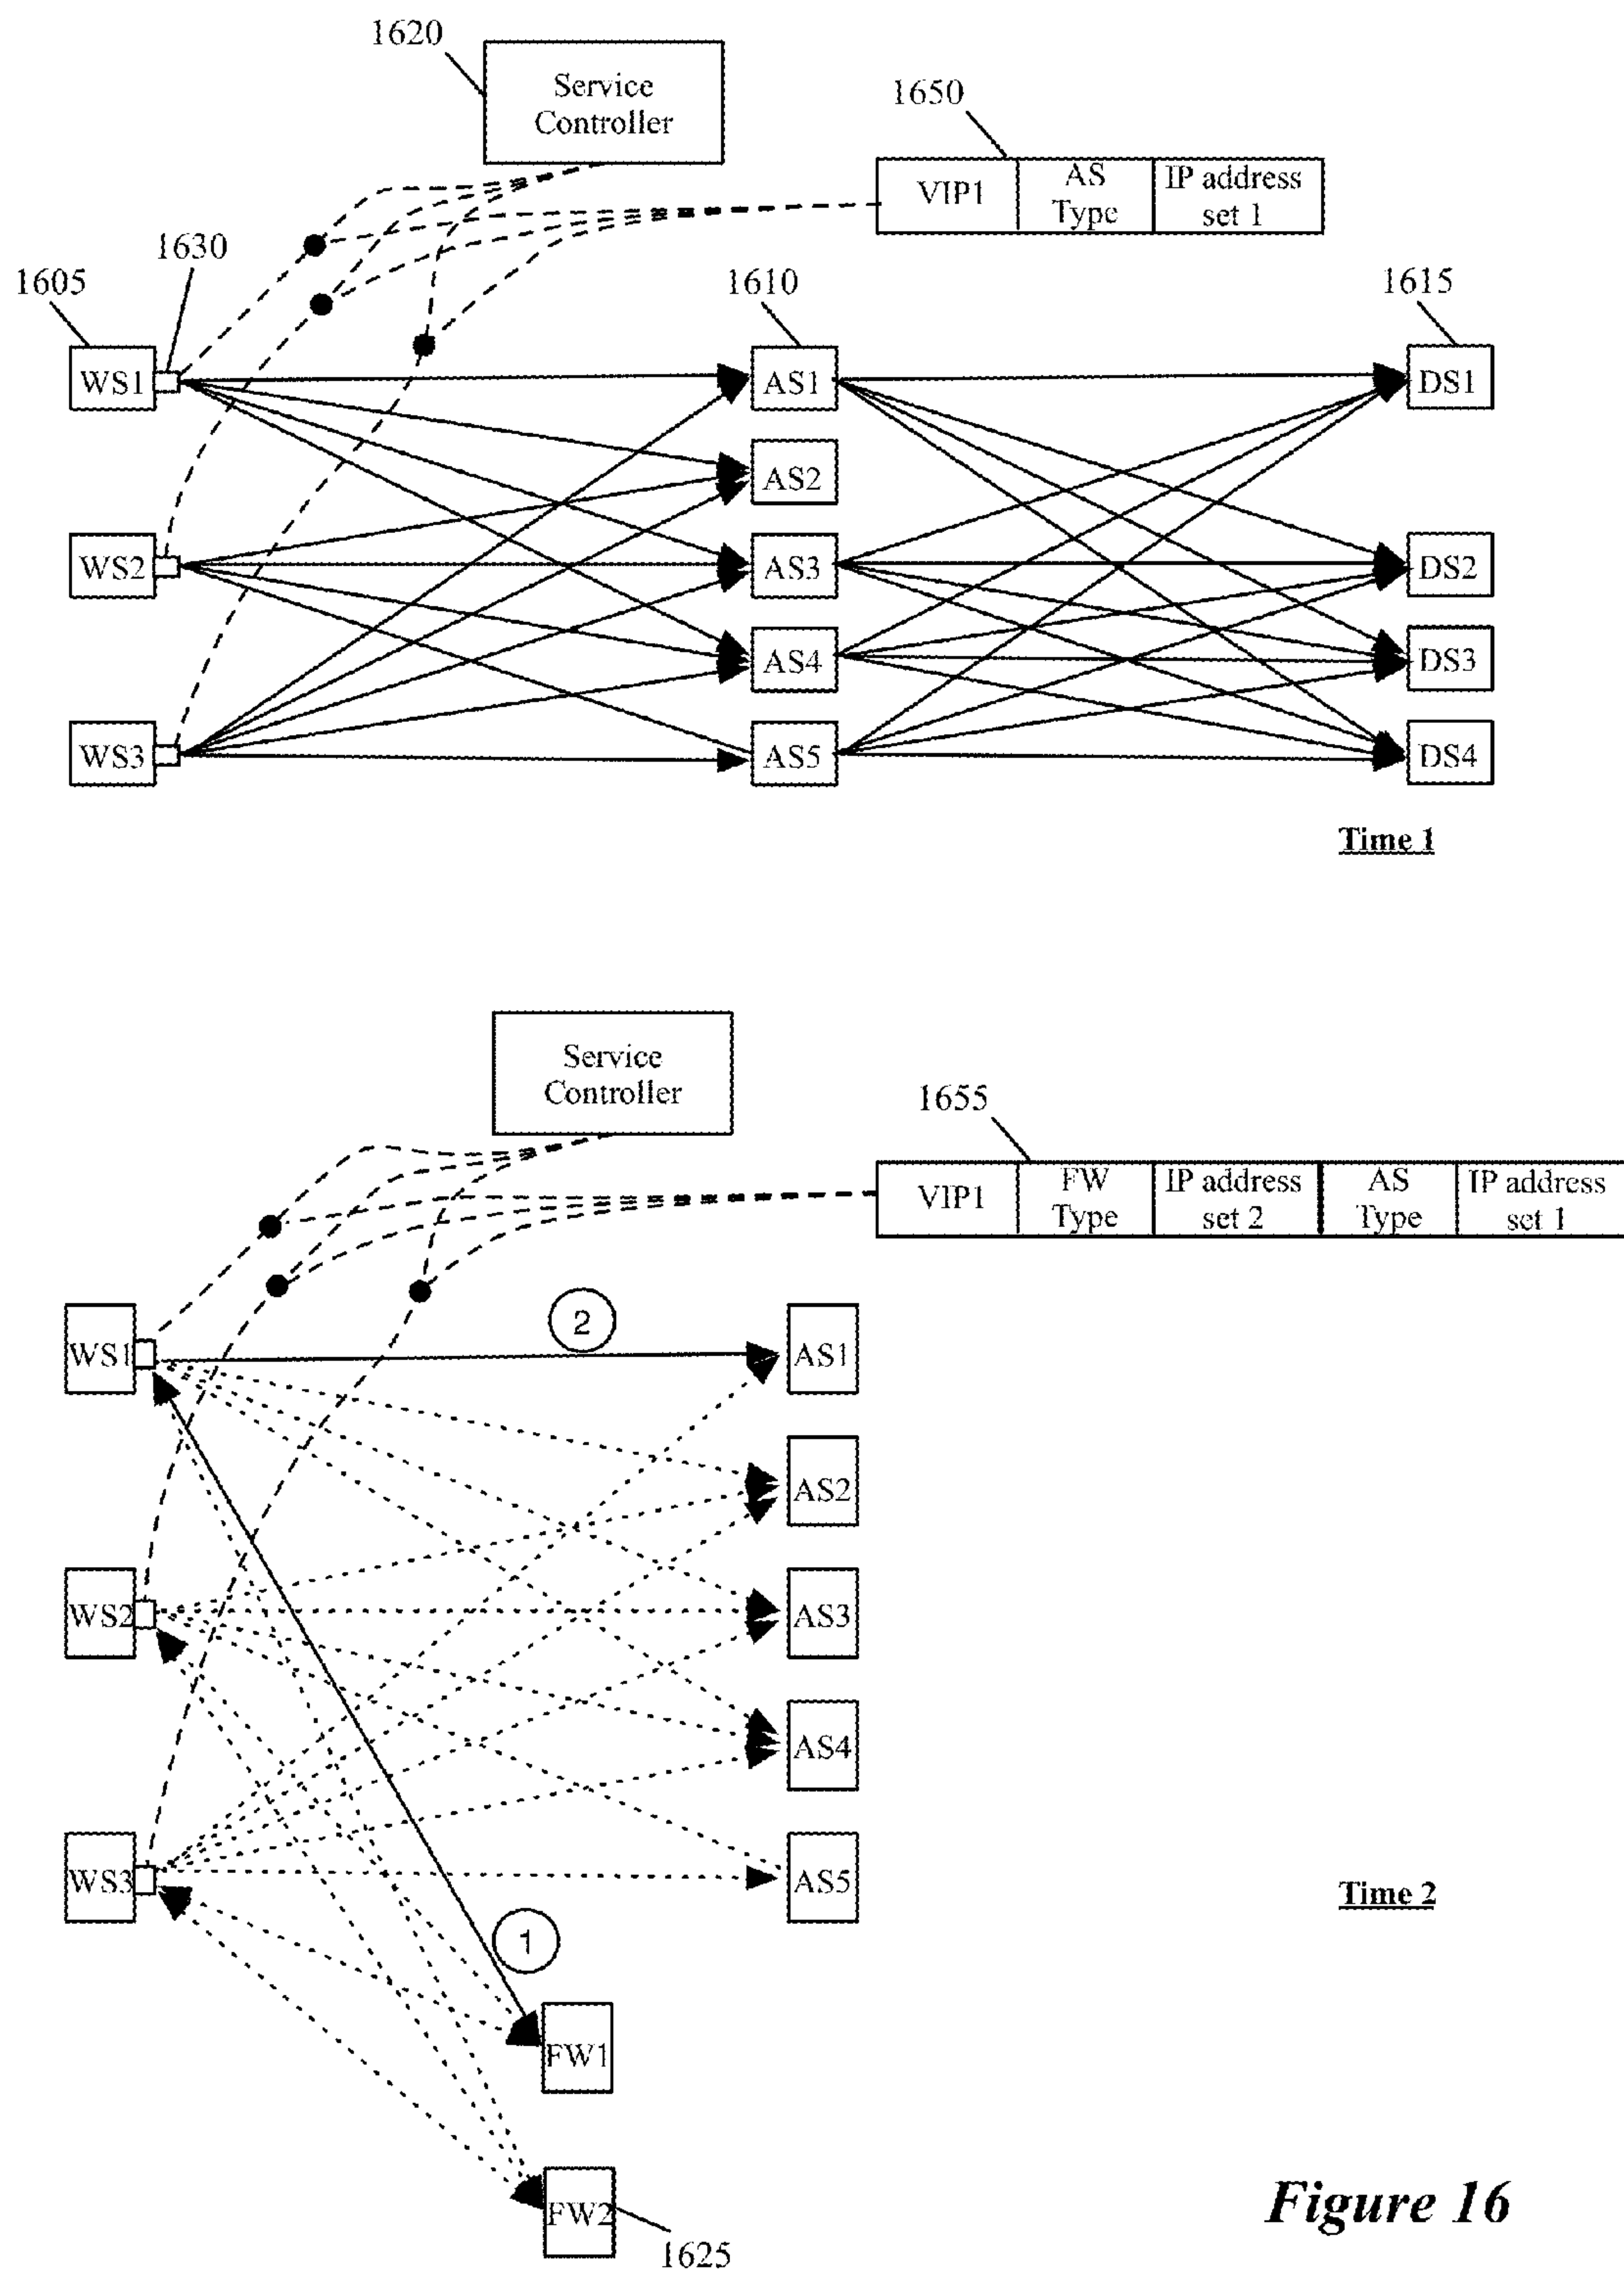 1620
Service
Controller
1650
VIP1
AS
Type
IP address
set 1
1630
1605
1610
1615
WS1
AS1
DS1
AS2
WS2
AS3
DS2
AS4
DS3
WS3
AS5
DS4
Time 1
Service
Controller
1655
VIP1
FW
Type
IP address
set 2
AS
Type
IP address
set 1
2
WS1
AS1
AS2
WS2
AS3
AS4
WS3
AS5
Time 2
1
FW1
FW2
1625
Figure 16